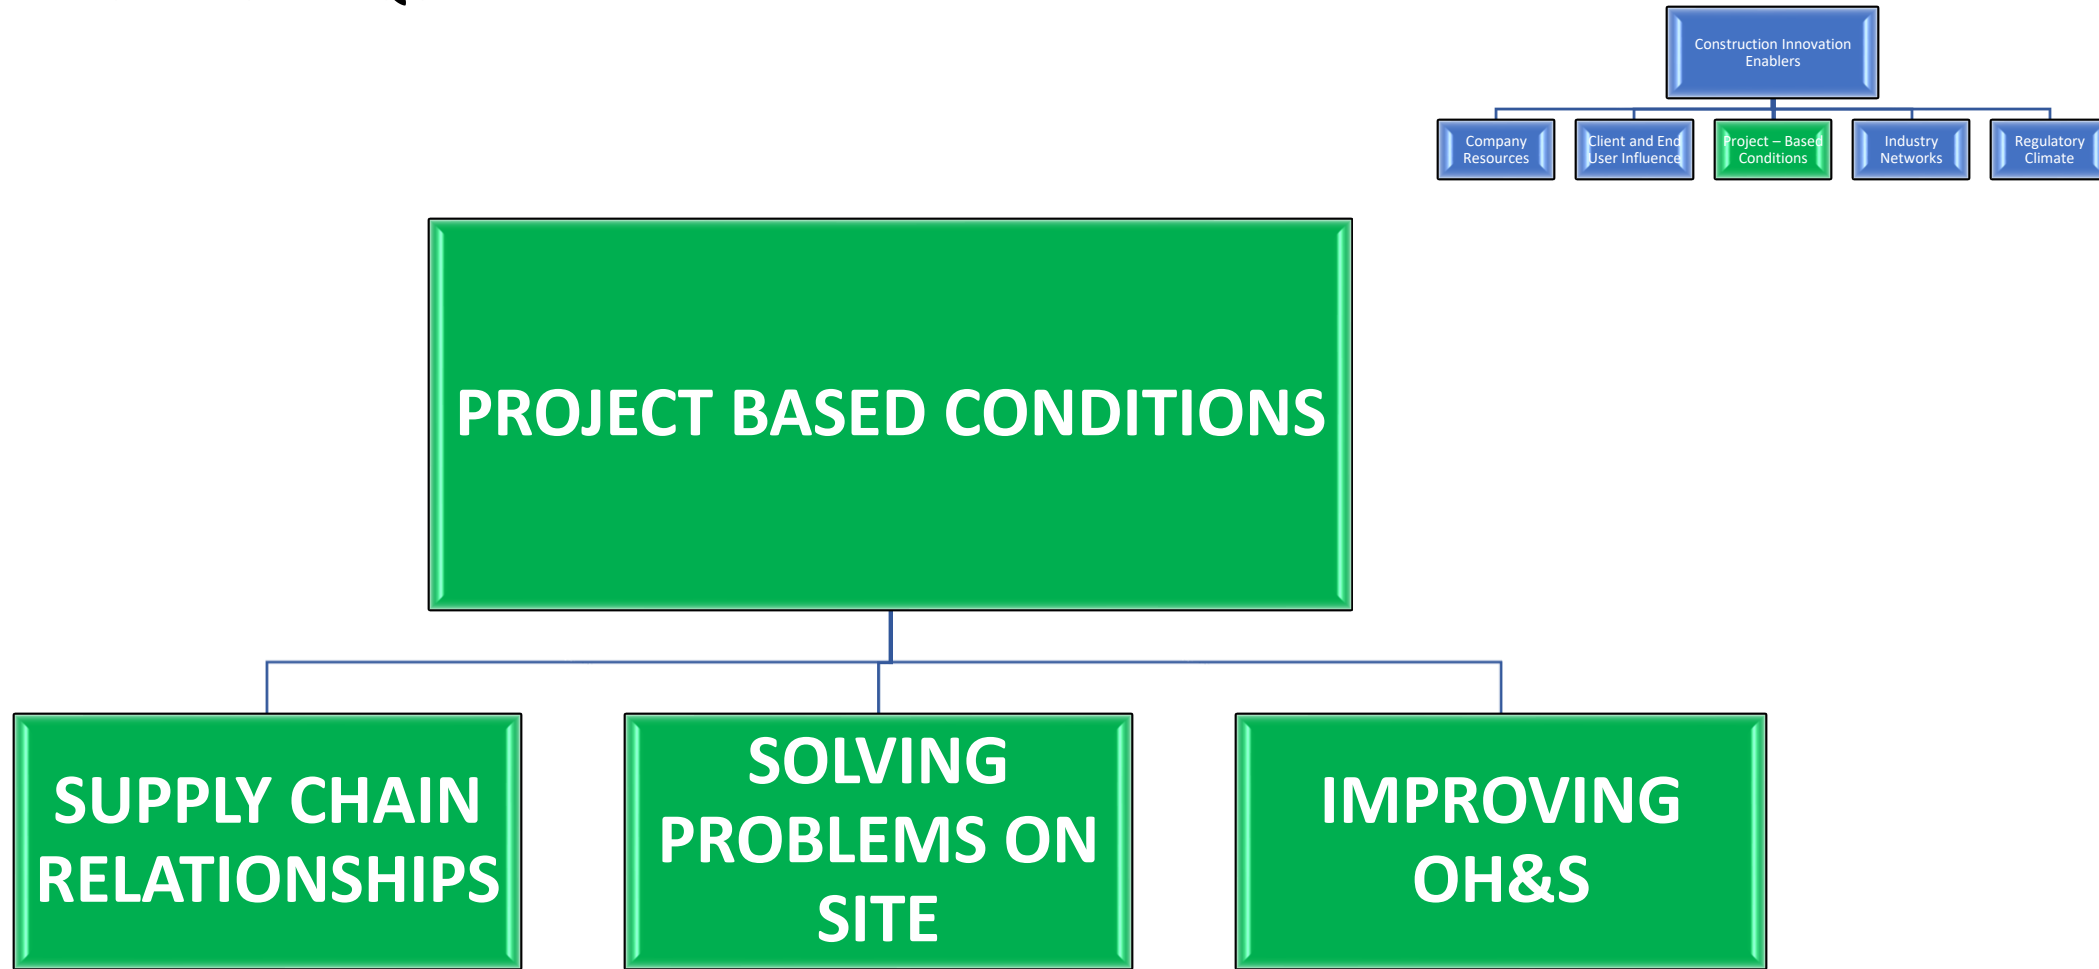 Construction Innovation
Enablers
Company
Resources
Client and End
User Influence
Project – Based
Conditions
Industry
Networks
Regulatory
Climate
PROJECT BASED CONDITIONS
SUPPLY CHAIN
RELATIONSHIPS
SOLVING
PROBLEMS ON
SITE
IMPROVING
OH&S